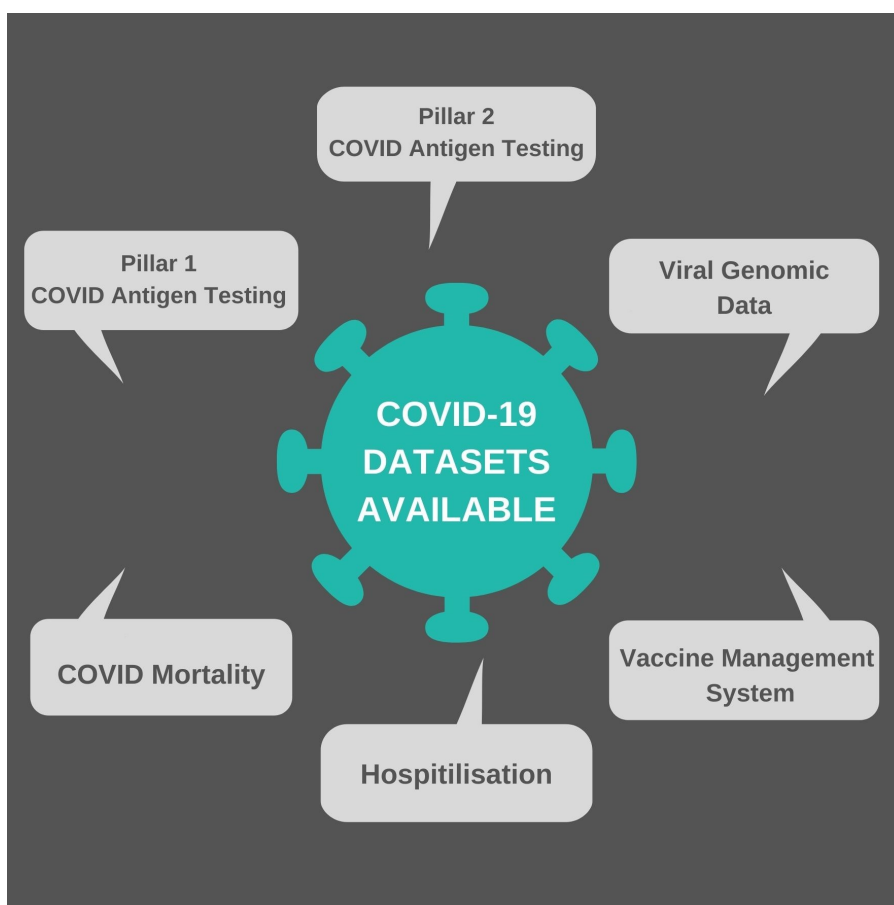 Pillar 2
COVID Antigen Testing
Pillar 1
COVID Antigen Testing
Viral Genomic
Data
COVID-19
DATASETS
AVAILABLE
COVID Mortality
Vaccine Management
System
Hospitilisation